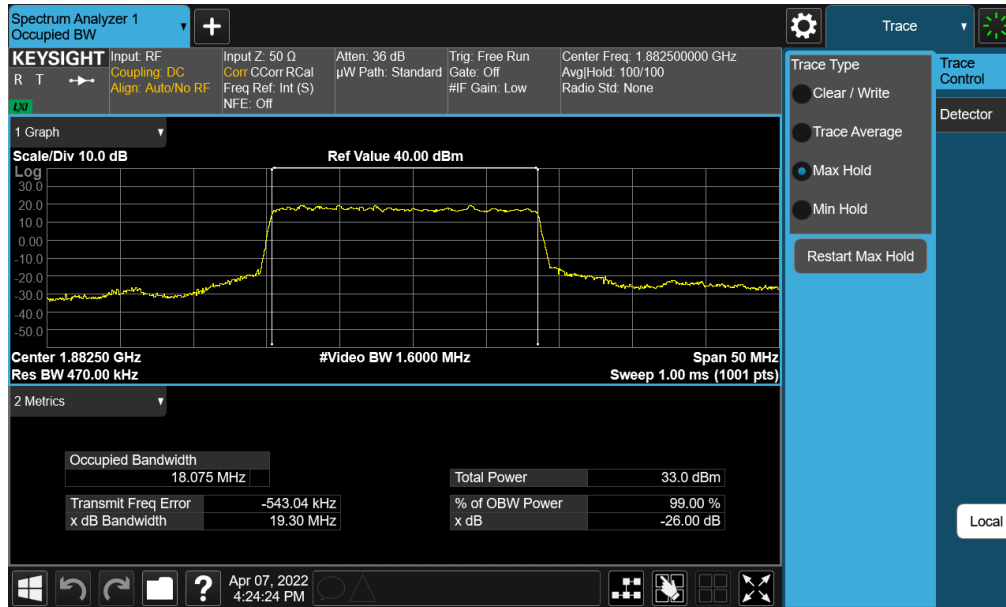 Spectrum Analyzer 1
Occupied BW
+
Trace
KEYSIGHT
R T
LXI
Input: RF
Coupling: DC
Align: Auto/No RF
Input Z: 50 Ω
Corr CCorr RCal
Freq Ref: Int (S)
NFE: Off
Atten: 36 dB
µW Path: Standard
Trig: Free Run
Gate: Off
#IF Gain: Low
Center Freq: 1.882500000 GHz
Avg|Hold: 100/100
Radio Std: None
1 Graph
Scale/Div 10.0 dB
Ref Value 40.00 dBm
Log
30.0
20.0
10.0
0.00
-10.0
-20.0
-30.0
-40.0
-50.0
Center 1.88250 GHz
#Video BW 1.6000 MHz
Span 50 MHz
Res BW 470.00 kHz
Sweep 1.00 ms (1001 pts)
2 Metrics
Occupied Bandwidth
18.075 MHz
Total Power 33.0 dBm
Transmit Freq Error -543.04 kHz
% of OBW Power 99.00 %
x dB Bandwidth 19.30 MHz
x dB -26.00 dB
Trace Type
Clear / Write
Trace Average
Max Hold
Min Hold
Restart Max Hold
Trace
Control
Detector
Local
?
Apr 07, 2022
4:24:24 PM